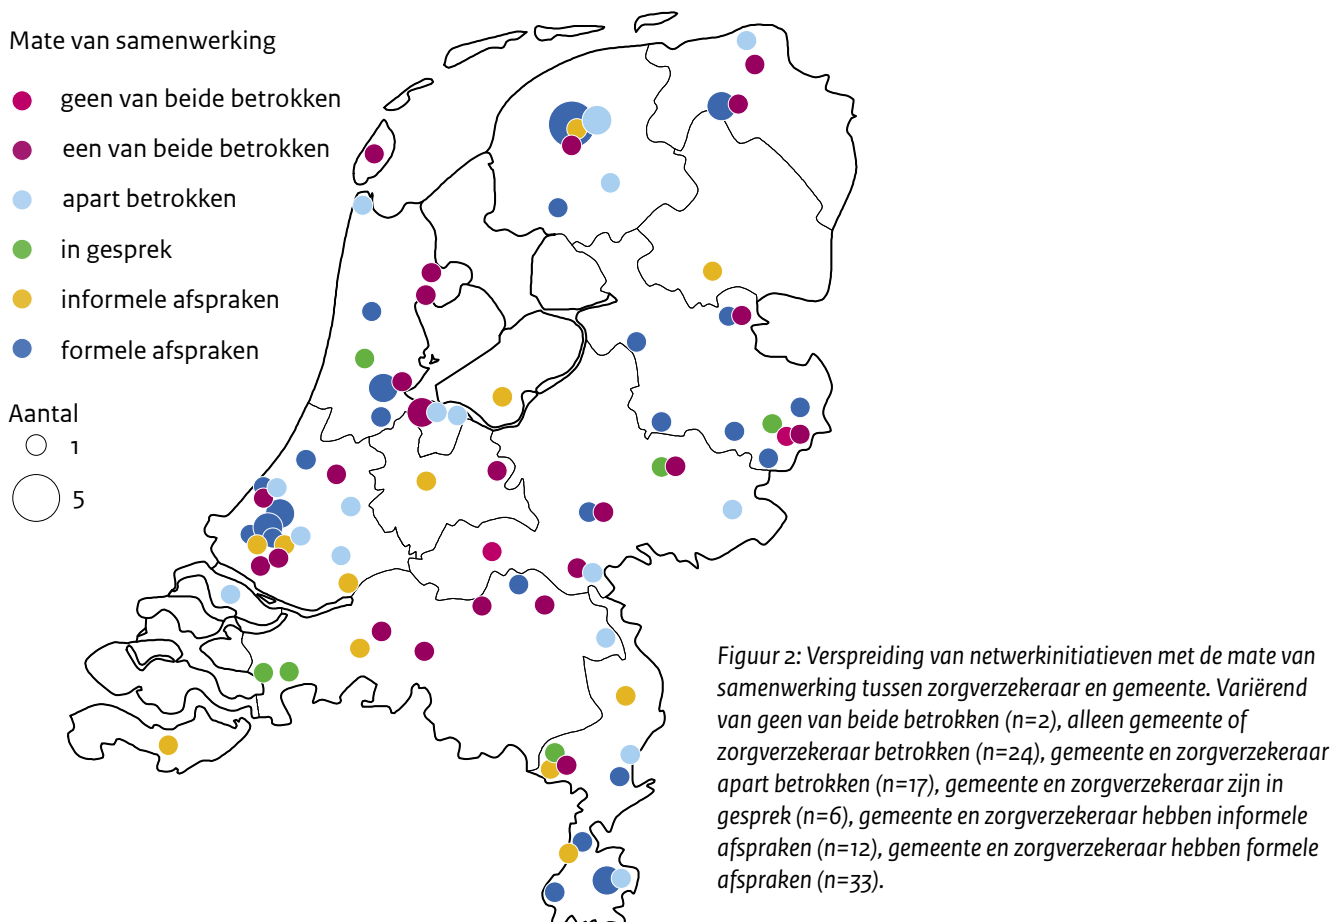 Mate van samenwerking
geen van beide betrokken
een van beide betrokken
apart betrokken
in gesprek
informele afspraken
formele afspraken
Aantal
1
5
Figuur 2: Verspreiding van netwerkinitiatieven met de mate van
samenwerking tussen zorgverzekeraar en gemeente. Variërend
van geen van beide betrokken (n=2), alleen gemeente of
zorgverzekeraar betrokken (n=24), gemeente en zorgverzekeraar
apart betrokken (n=17), gemeente en zorgverzekeraar zijn in
gesprek (n=6), gemeente en zorgverzekeraar hebben informele
afspraken (n=12), gemeente en zorgverzekeraar hebben formele
afspraken (n=33).